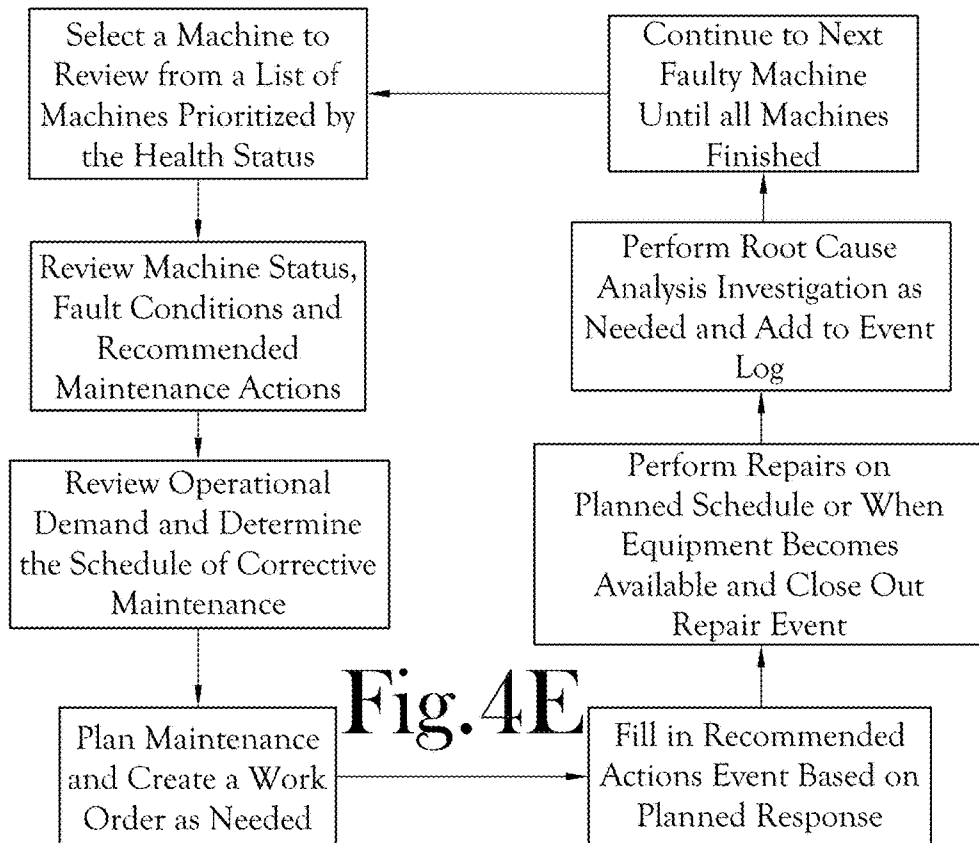 Select a Machine to
Review from a List of
Machines Prioritized by
the Health Status
Review Machine Status,
Fault Conditions and
Recommended
Maintenance Actions
Review Operational
Demand and Determine
the Schedule of Corrective
Maintenance
Plan Maintenance
and Create a Work
Order as Needed
Fill in Recommended
Actions Event Based on
Planned Response
Perform Repairs on
Planned Schedule or When
Equipment Becomes
Available and Close Out
Repair Event
Perform Root Cause
Analysis Investigation as
Needed and Add to Event
Log
Continue to Next
Faulty Machine
Until all Machines
Finished
Fig.4E